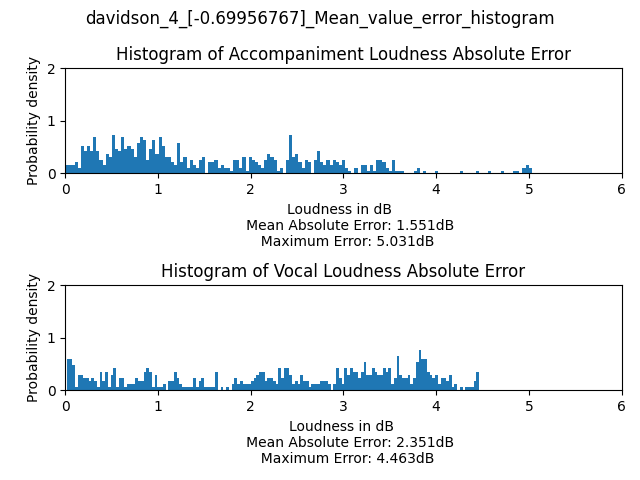 davidson_4_[-0.69956767]_Mean_value_error_histogram
Histogram of Accompaniment Loudness Absolute Error
Probability density
2
1
0
0 1 2 3 4 5 6
Loudness in dB
Mean Absolute Error: 1.551dB
Maximum Error: 5.031dB
Histogram of Vocal Loudness Absolute Error
Probability density
2
1
0
0 1 2 3 4 5 6
Loudness in dB
Mean Absolute Error: 2.351dB
Maximum Error: 4.463dB